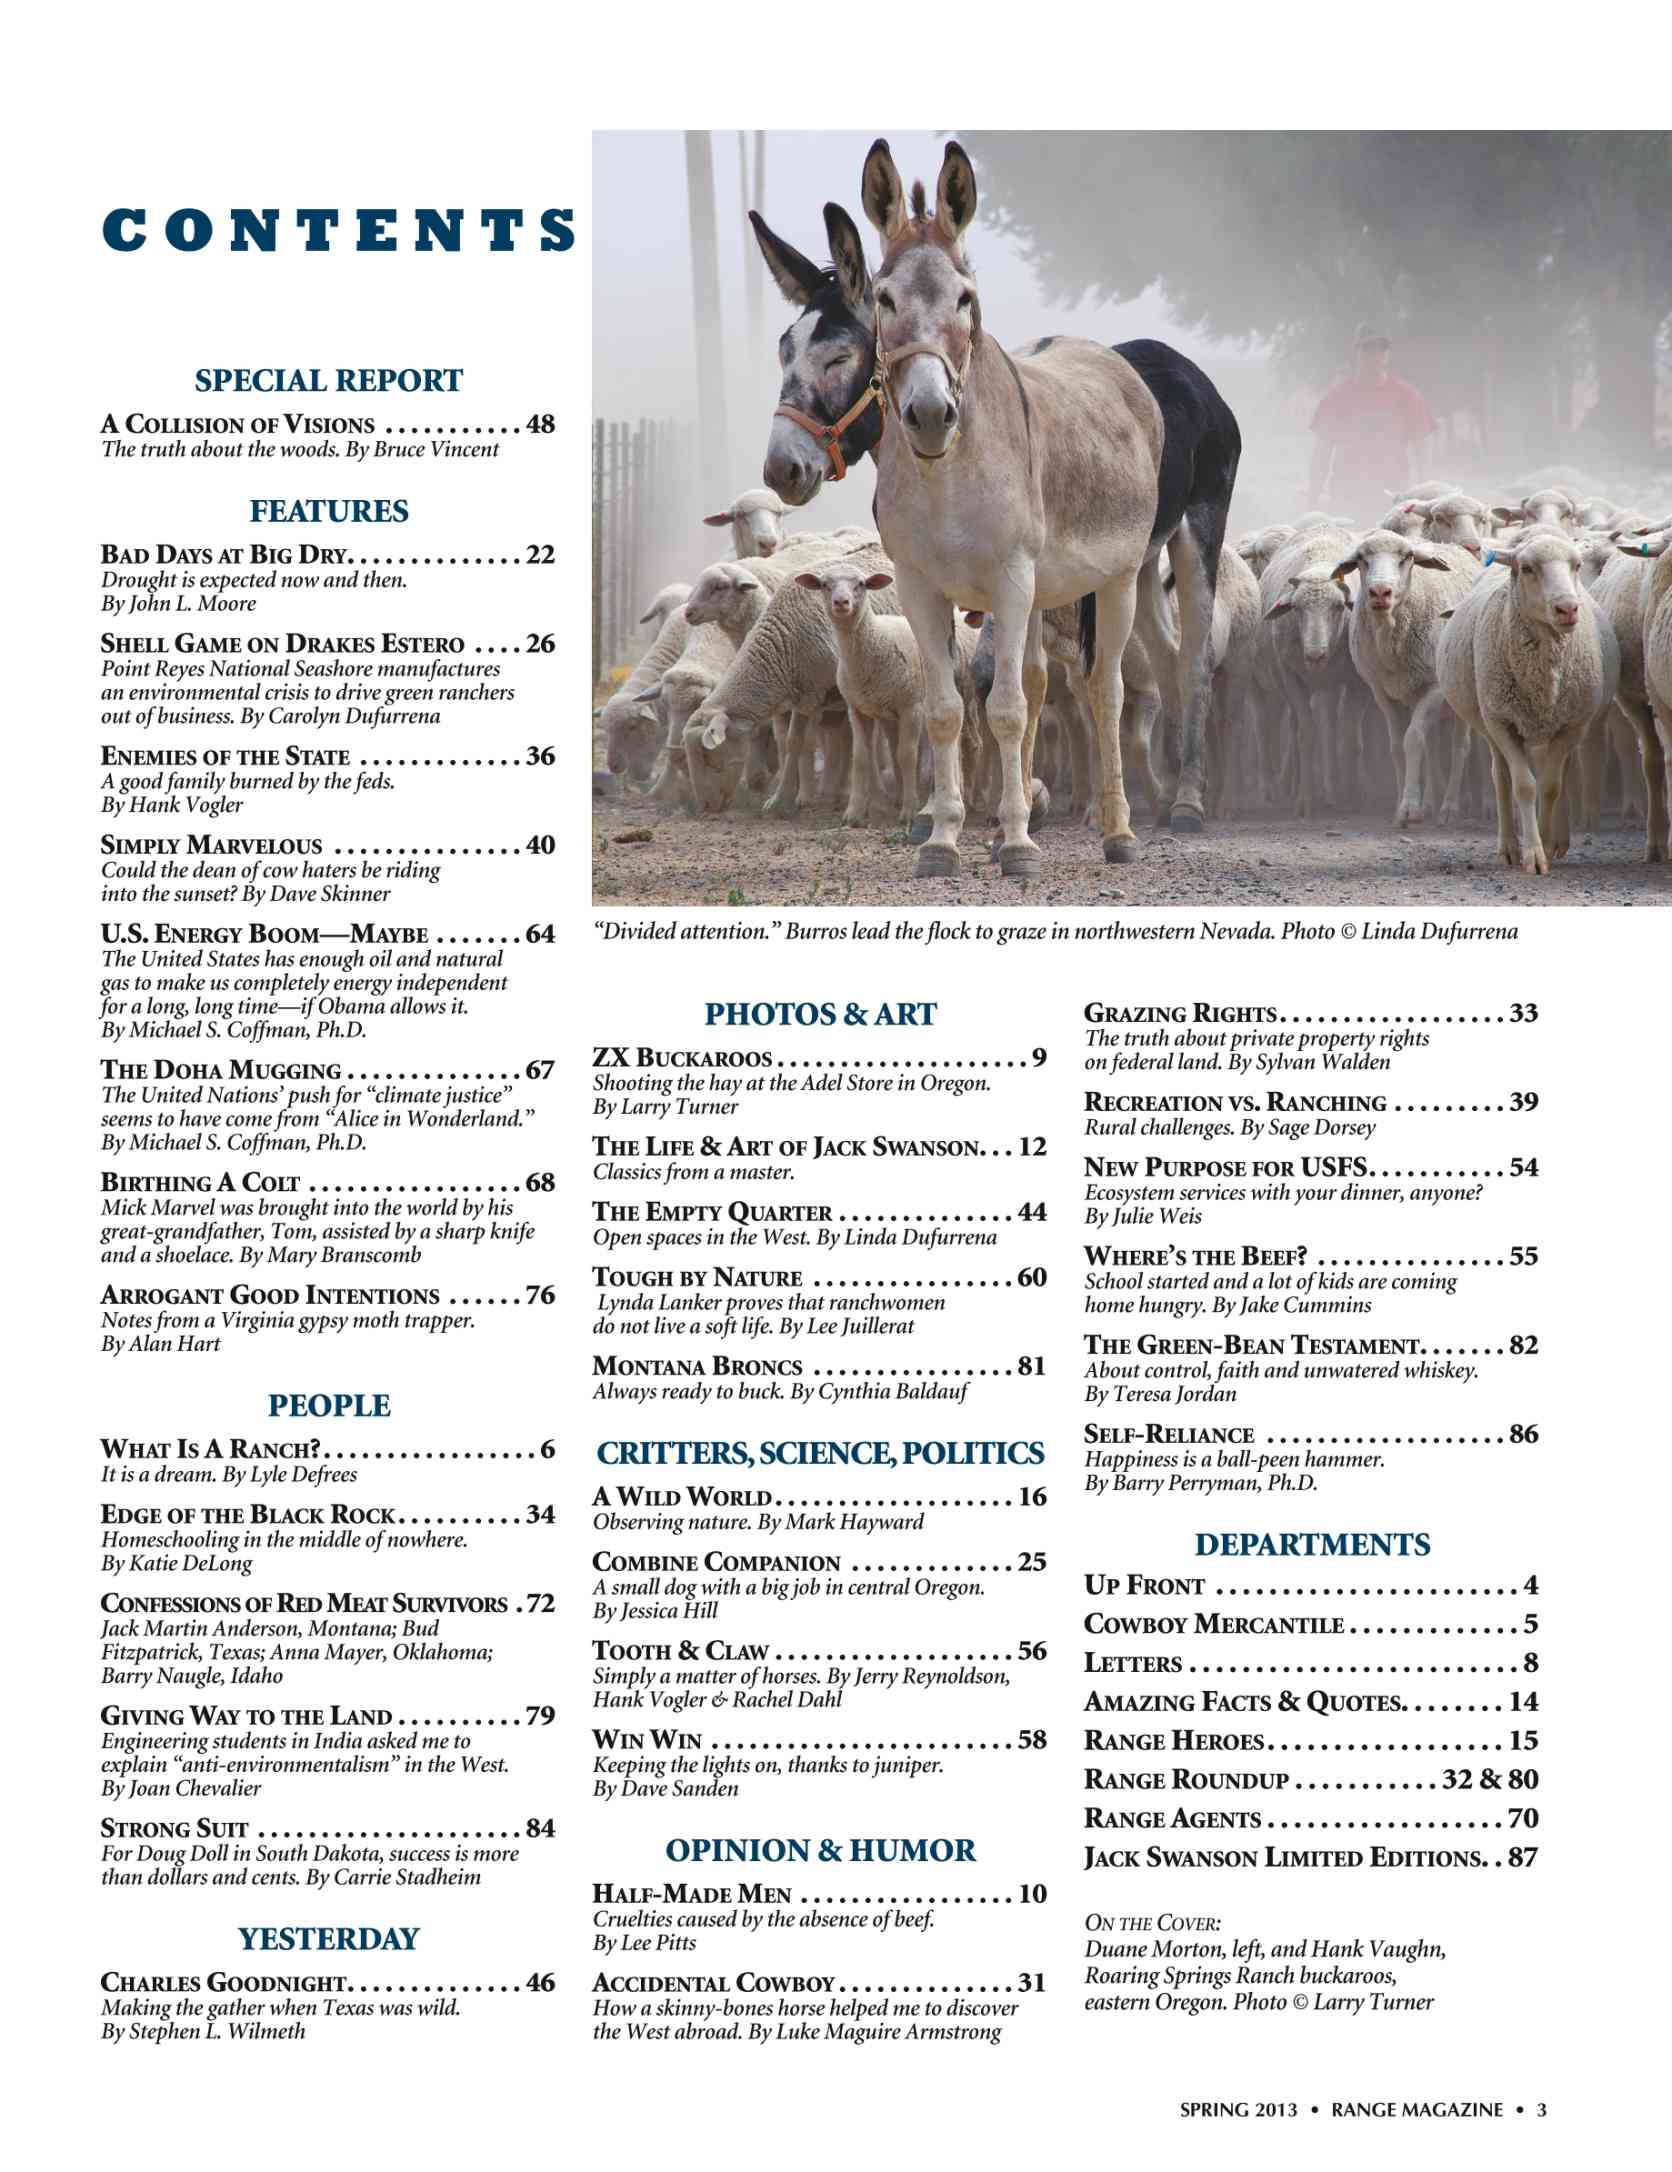 CONTENTS
SPECIAL REPORT
A COLLISION OF VISIONS ........... 48
The truth about the woods. By Bruce Vincent
FEATURES
BAD DAYS AT BIG DRY.............. 22
Drought is expected now and then.
By John L. Moore
SHELL GAME ON DRAKES ESTERO .... 26
Point Reyes National Seashore manufactures
an environmental crisis to drive green ranchers
out of business. By Carolyn Dufurrena
ENEMIES OF THE STATE ............. 36
A good family burned by the feds.
By Hank Vogler
SIMPLY MARVELOUS ............... 40
Could the dean of cow haters be riding
into the sunset? By Dave Skinner
U.S. ENERGY BOOM—MAYBE ....... 64
The United States has enough oil and natural
gas to make us completely energy independent
for a long, long time—if Obama allows it.
By Michael S. Coffman, Ph.D.
THE DOHA MUGGING.............. 67
The United Nations' push for “climate justice”
seems to have come from “Alice in Wonderland.”
By Michael S. Coffman, Ph.D.
BIRTHING A COLT ................. 68
Mick Marvel was brought into the world by his
great-grandfather, Tom, assisted by a sharp knife
and a shoelace. By Mary Branscomb
ARROGANT GOOD INTENTIONS ...... 76
Notes from a Virginia gypsy moth trapper.
By Alan Hart
PEOPLE
WHAT IS A RANCH?................. 6
It is a dream. By Lyle Defrees
EDGE OF THE BLACK ROCK.......... 34
Homeschooling in the middle of nowhere.
By Katie DeLong
CONFESSIONS OF RED MEAT SURVIVORS . 72
Jack Martin Anderson, Montana; Bud
Fitzpatrick, Texas; Anna Mayer, Oklahoma;
Barry Naugle, Idaho
GIVING WAY TO THE LAND .......... 79
Engineering students in India asked me to
explain “anti-environmentalism” in the West.
By Joan Chevalier
STRONG SUIT ..................... 84
For Doug Doll in South Dakota, success is more
than dollars and cents. By Carrie Stadheim
YESTERDAY
CHARLES GOODNIGHT.............. 46
Making the gather when Texas was wild.
By Stephen L. Wilmeth
“Divided attention.” Burros lead the flock to graze in northwestern Nevada. Photo © Linda Dufurrena
PHOTOS & ART
ZX BUCKAROOS.................... 9
Shooting the hay at the Adel Store in Oregon.
By Larry Turner
THE LIFE & ART OF JACK SWANSON... 12
Classics from a master.
THE EMPTY QUARTER .............. 44
Open spaces in the West. By Linda Dufurrena
TOUGH BY NATURE ................ 60
Lynda Lanker proves that ranchwomen
do not live a soft life. By Lee Juillerat
MONTANA BRONCS ................ 81
Always ready to buck. By Cynthia Baldauf
CRITTERS, SCIENCE, POLITICS
A WILD WORLD................... 16
Observing nature. By Mark Hayward
COMBINE COMPANION ............. 25
A small dog with a big job in central Oregon.
By Jessica Hill
TOOTH & CLAW ................... 56
Simply a matter of horses. By Jerry Reynoldson,
Hank Vogler & Rachel Dahl
WIN WIN ........................ 58
Keeping the lights on, thanks to juniper.
By Dave Sanden
OPINION & HUMOR
HALF-MADE MEN ................. 10
Cruelties caused by the absence of beef.
By Lee Pitts
ACCIDENTAL COWBOY.............. 31
How a skinny-bones horse helped me to discover
the West abroad. By Luke Maguire Armstrong
GRAZING RIGHTS.................. 33
The truth about private property rights
on federal land. By Sylvan Walden
RECREATION VS. RANCHING ......... 39
Rural challenges. By Sage Dorsey
NEW PURPOSE FOR USFS........... 54
Ecosystem services with your dinner, anyone?
By Julie Weis
WHERE'S THE BEEF? ............... 55
School started and a lot of kids are coming
home hungry. By Jake Cummins
THE GREEN-BEAN TESTAMENT....... 82
About control, faith and unwatered whiskey.
By Teresa Jordan
SELF-RELIANCE ................... 86
Happiness is a ball-peen hammer.
By Barry Perryman, Ph.D.
DEPARTMENTS
UP FRONT ....................... 4
COWBOY MERCANTILE............. 5
LETTERS ......................... 8
AMAZING FACTS & QUOTES........ 14
RANGE HEROES.................. 15
RANGE ROUNDUP ........... 32 & 80
RANGE AGENTS .................. 70
JACK SWANSON LIMITED EDITIONS.. 87
ON THE COVER:
Duane Morton, left, and Hank Vaughn,
Roaring Springs Ranch buckaroos,
eastern Oregon. Photo © Larry Turner
SPRING 2013 • RANGE MAGAZINE • 3